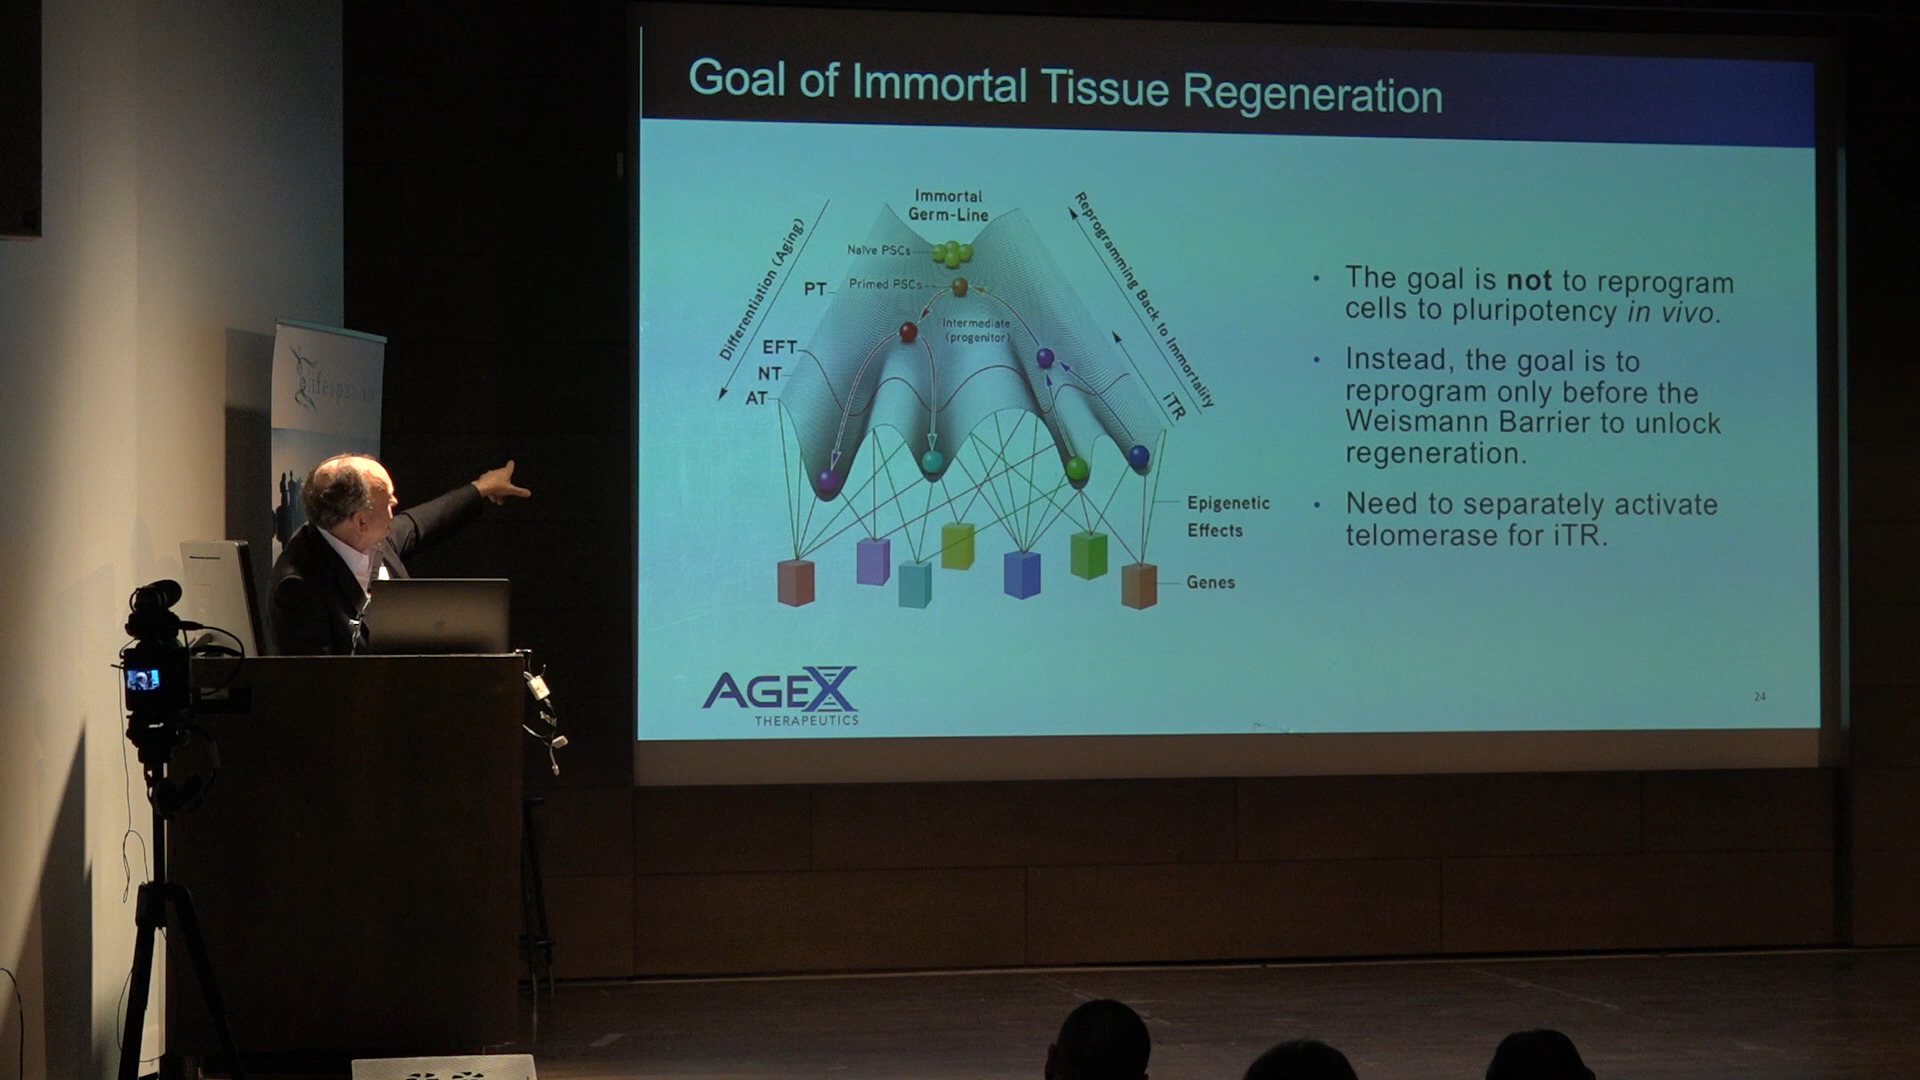 Goal of Immortal Tissue Regeneration
Immortal
Germ-Line
Naïve PSCs
PT
Primed PSCs
Intermediate
(progenitor)
EFT
NT
AT
Differentiation (Aging)
Reprogramming Back to Immortality
iTR
Epigenetic
Effects
Genes
• The goal is not to reprogram
cells to pluripotency in vivo.
• Instead, the goal is to
reprogram only before the
Weismann Barrier to unlock
regeneration.
• Need to separately activate
telomerase for iTR.
AGEX
THERAPEUTICS
24